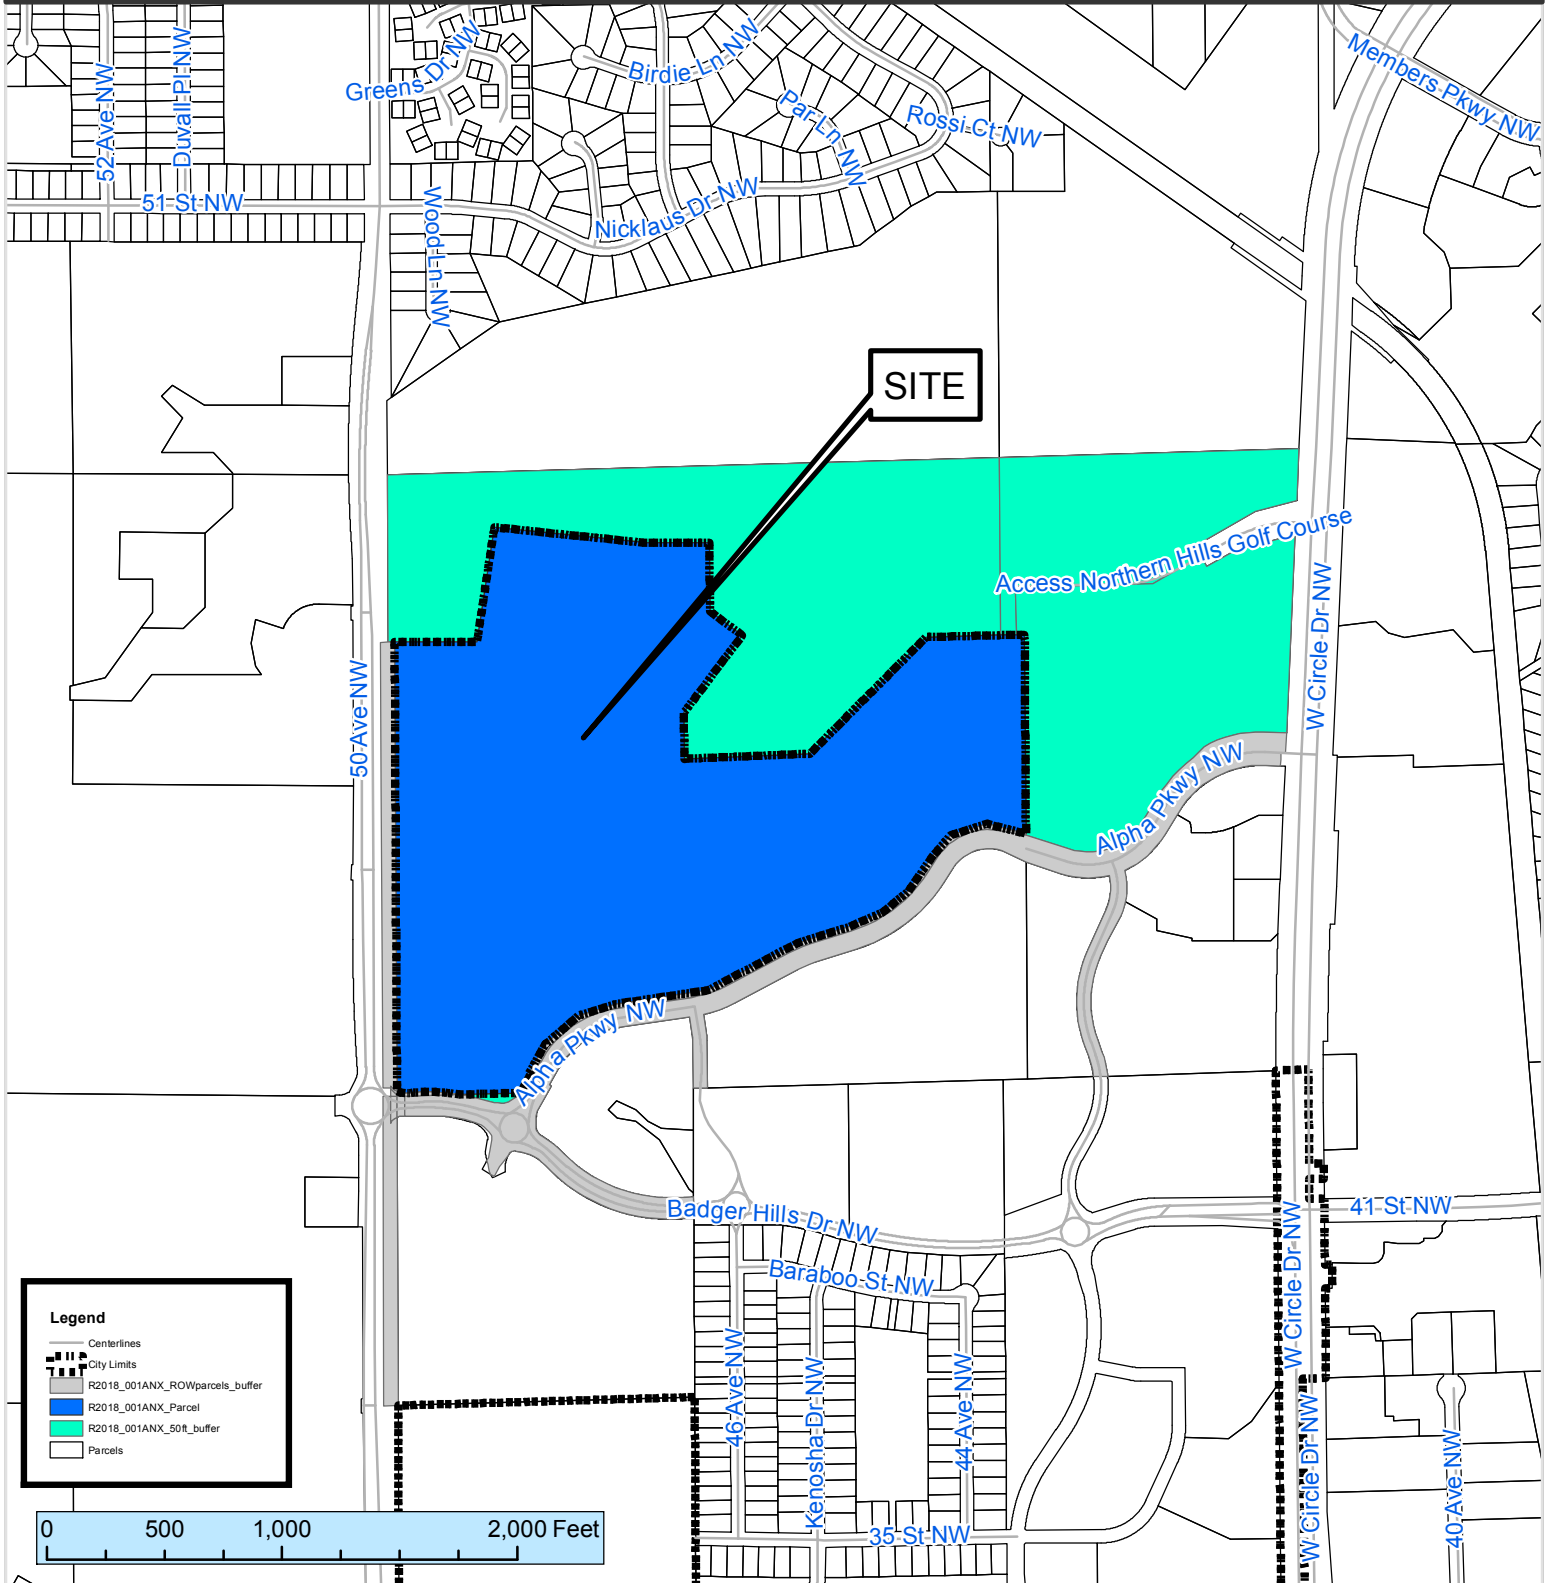 Members Pkwy NW
Greens Dr NW
Birdie Ln NW
52 Ave NW
Duvall Pl NW
Par Ln NW
Rossi Ct NW
51 St NW
Wood Ln NW
Nicklaus Dr NW
SITE
Access Northern Hills Golf Course
W Circle Dr NW
50 Ave NW
Alpha Pkwy NW
Alpha Pkwy NW
Badger Hills Dr NW
41 St NW
Baraboo St NW
W Circle Dr NW
46 Ave NW
Kenosha Dr NW
44 Ave NW
W Circle Dr NW
40 Ave NW
35 St NW
Legend
Centerlines
City Limits
R2018_001ANX_ROWparcels_buffer
R2018_001ANX_Parcel
R2018_001ANX_50ft_buffer
Parcels
0 500 1,000 2,000 Feet